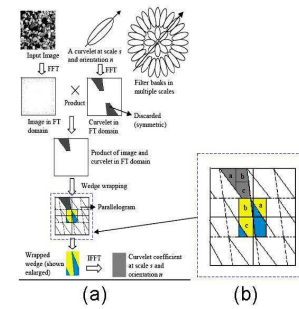 Input Image
A curvelet at scale s
and orientation n
Filter banks in
multiple scales
FFT
FFT
Product
Image in FT
domain
Curvelet in
FT domain
Discarded
(symmetric)
Product of image and
curvelet in FT domain
Wedge wrapping
Parallelogram
Wrapped
wedge (shown
enlarged)
IFFT
Curvelet coefficient
at scale s and
orientation n
a b
c
b a
c
(a)
(b)